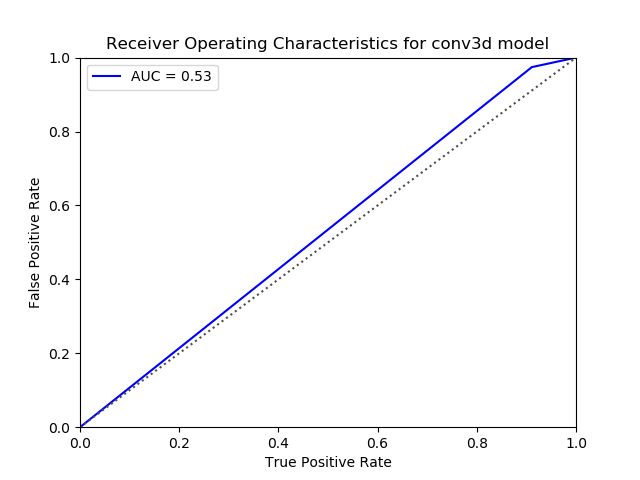 Receiver Operating Characteristics for conv3d model
AUC = 0.53
1.0
0.8
0.6
0.4
0.2
0.0
False Positive Rate
0.0 0.2 0.4 0.6 0.8 1.0
True Positive Rate